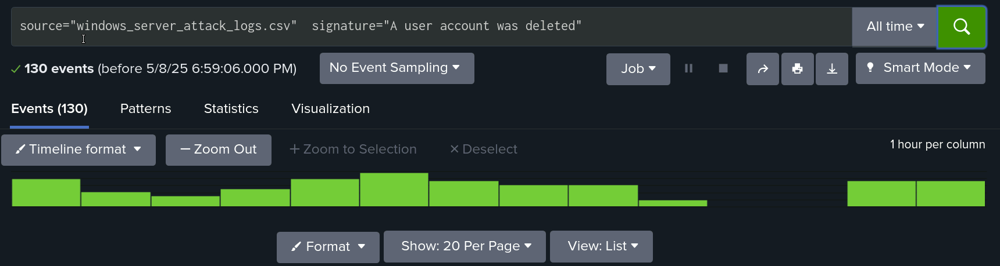 source="windows_server_attack_logs.csv"  signature="A user account was deleted" All time
130 events (before 5/8/25 6:59:06.000 PM) No Event Sampling Job Smart Mode
Events (130) Patterns Statistics Visualization
Timeline format — Zoom Out + Zoom to Selection × Deselect 1 hour per column
Format Show: 20 Per Page View: List